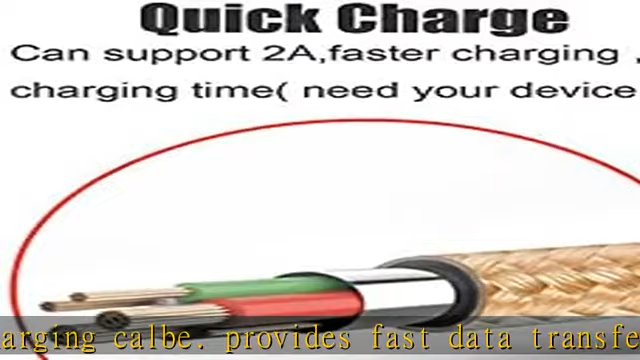 Quick Charge
Can support 2A,faster charging ,
charging time( need your device
arging calbe. provides fast data transfe